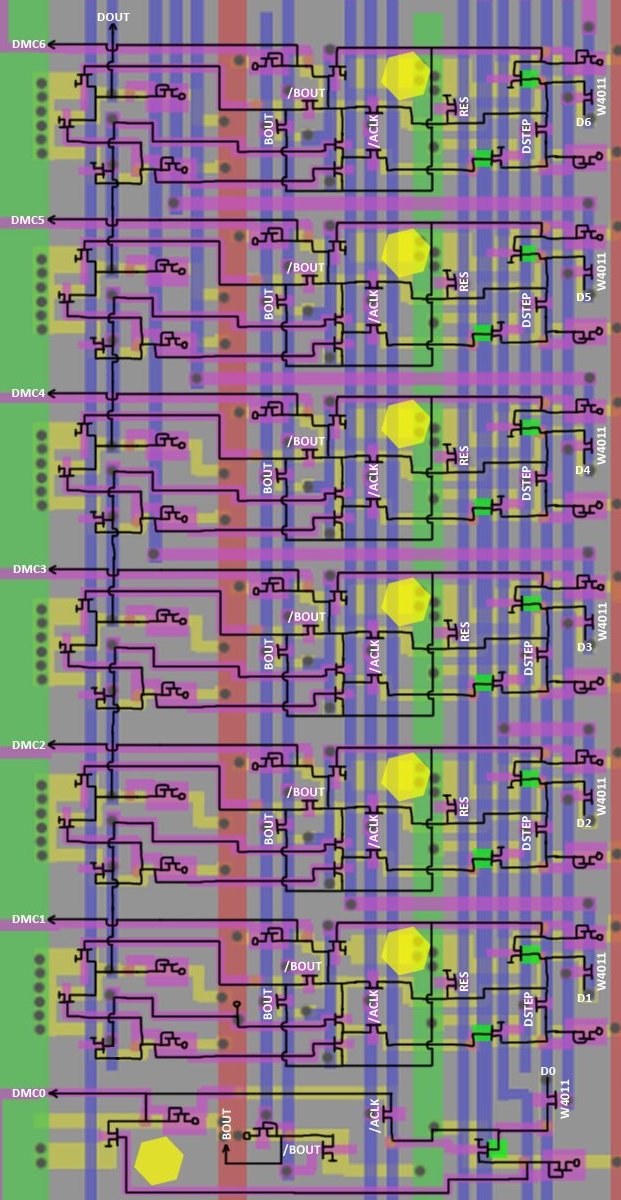 DOUT
DMC6
/BOUT
BOUT
/ACLK
RES
DSTEP
D6
W4011
DMC5
/BOUT
BOUT
/ACLK
RES
DSTEP
D5
W4011
DMC4
/BOUT
BOUT
/ACLK
RES
DSTEP
D4
W4011
DMC3
/BOUT
BOUT
/ACLK
RES
DSTEP
D3
W4011
DMC2
/BOUT
BOUT
/ACLK
RES
DSTEP
D2
W4011
DMC1
/BOUT
BOUT
/ACLK
RES
DSTEP
D1
W4011
DMC0
BOUT
/BOUT
/ACLK
D0
W4011